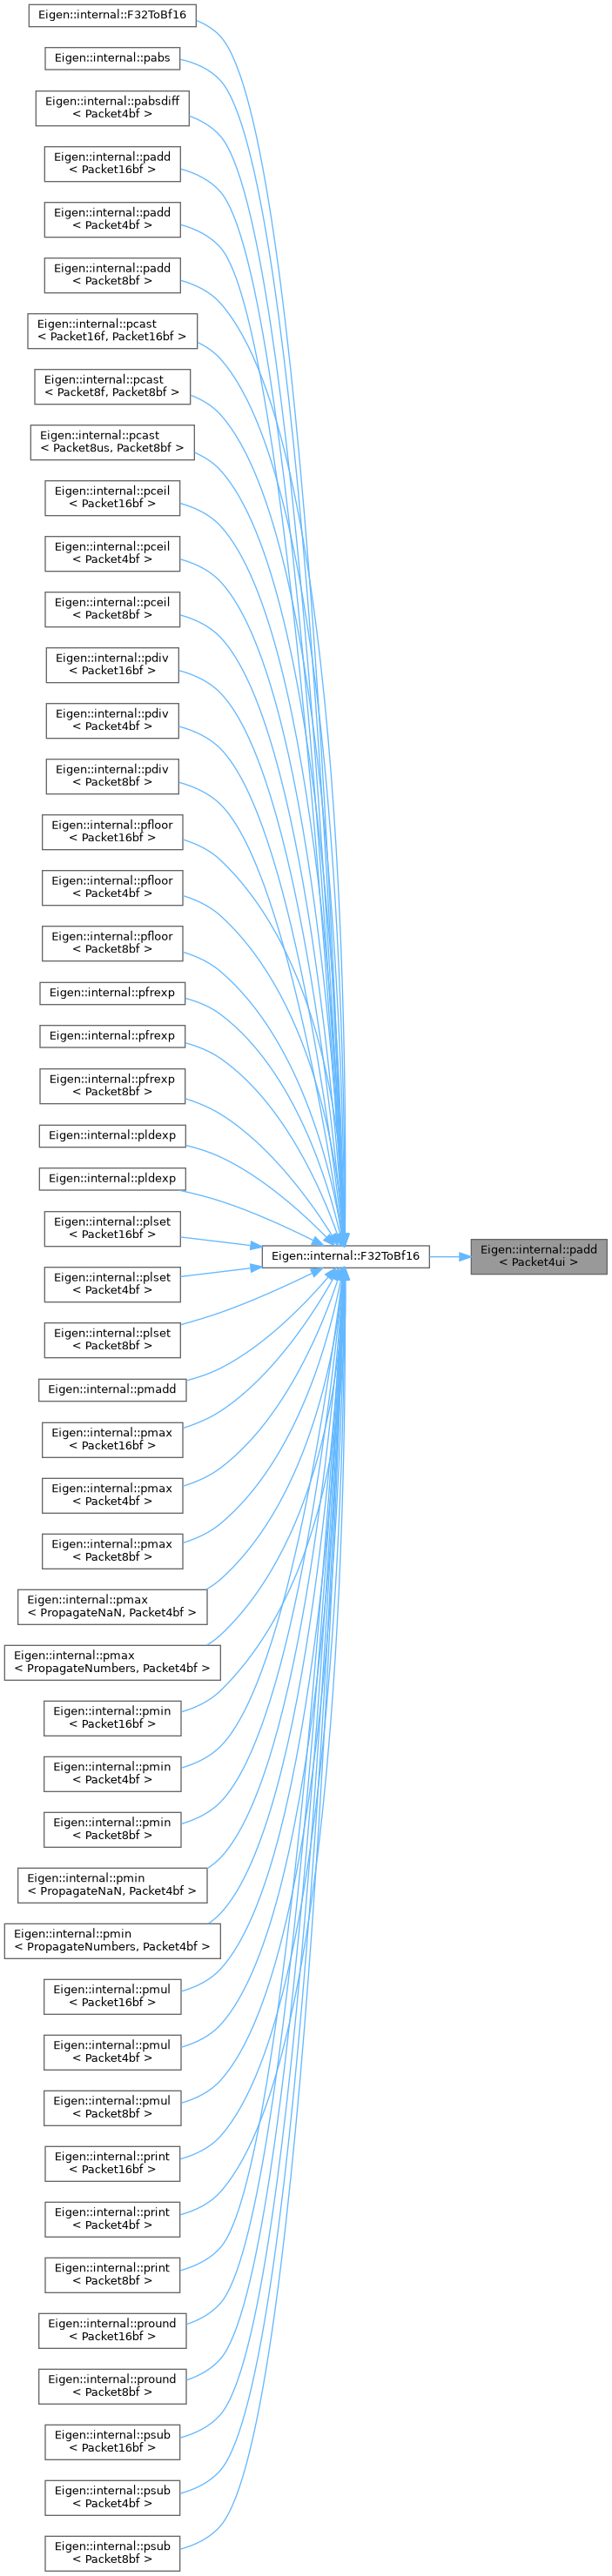 Eigen::internal::F32ToBf16
Eigen::internal::pabs
Eigen::internal::pabsdiff
< Packet4bf >
Eigen::internal::padd
< Packet16bf >
Eigen::internal::padd
< Packet4bf >
Eigen::internal::padd
< Packet8bf >
Eigen::internal::pcast
< Packet16f, Packet16bf >
Eigen::internal::pcast
< Packet8f, Packet8bf >
Eigen::internal::pcast
< Packet8us, Packet8bf >
Eigen::internal::pceil
< Packet16bf >
Eigen::internal::pceil
< Packet4bf >
Eigen::internal::pceil
< Packet8bf >
Eigen::internal::pdiv
< Packet16bf >
Eigen::internal::pdiv
< Packet4bf >
Eigen::internal::pdiv
< Packet8bf >
Eigen::internal::pfloor
< Packet16bf >
Eigen::internal::pfloor
< Packet4bf >
Eigen::internal::pfloor
< Packet8bf >
Eigen::internal::pfrexp
Eigen::internal::pfrexp
Eigen::internal::pfrexp
< Packet8bf >
Eigen::internal::pldexp
Eigen::internal::pldexp
Eigen::internal::plset
< Packet16bf >
Eigen::internal::plset
< Packet4bf >
Eigen::internal::plset
< Packet8bf >
Eigen::internal::pmadd
Eigen::internal::pmax
< Packet16bf >
Eigen::internal::pmax
< Packet4bf >
Eigen::internal::pmax
< Packet8bf >
Eigen::internal::pmax
< PropagateNaN, Packet4bf >
Eigen::internal::pmax
< PropagateNumbers, Packet4bf >
Eigen::internal::pmin
< Packet16bf >
Eigen::internal::pmin
< Packet4bf >
Eigen::internal::pmin
< Packet8bf >
Eigen::internal::pmin
< PropagateNaN, Packet4bf >
Eigen::internal::pmin
< PropagateNumbers, Packet4bf >
Eigen::internal::pmul
< Packet16bf >
Eigen::internal::pmul
< Packet4bf >
Eigen::internal::pmul
< Packet8bf >
Eigen::internal::print
< Packet16bf >
Eigen::internal::print
< Packet4bf >
Eigen::internal::print
< Packet8bf >
Eigen::internal::pround
< Packet16bf >
Eigen::internal::pround
< Packet8bf >
Eigen::internal::psub
< Packet16bf >
Eigen::internal::psub
< Packet4bf >
Eigen::internal::psub
< Packet8bf >
Eigen::internal::F32ToBf16
Eigen::internal::padd
< Packet4ui >